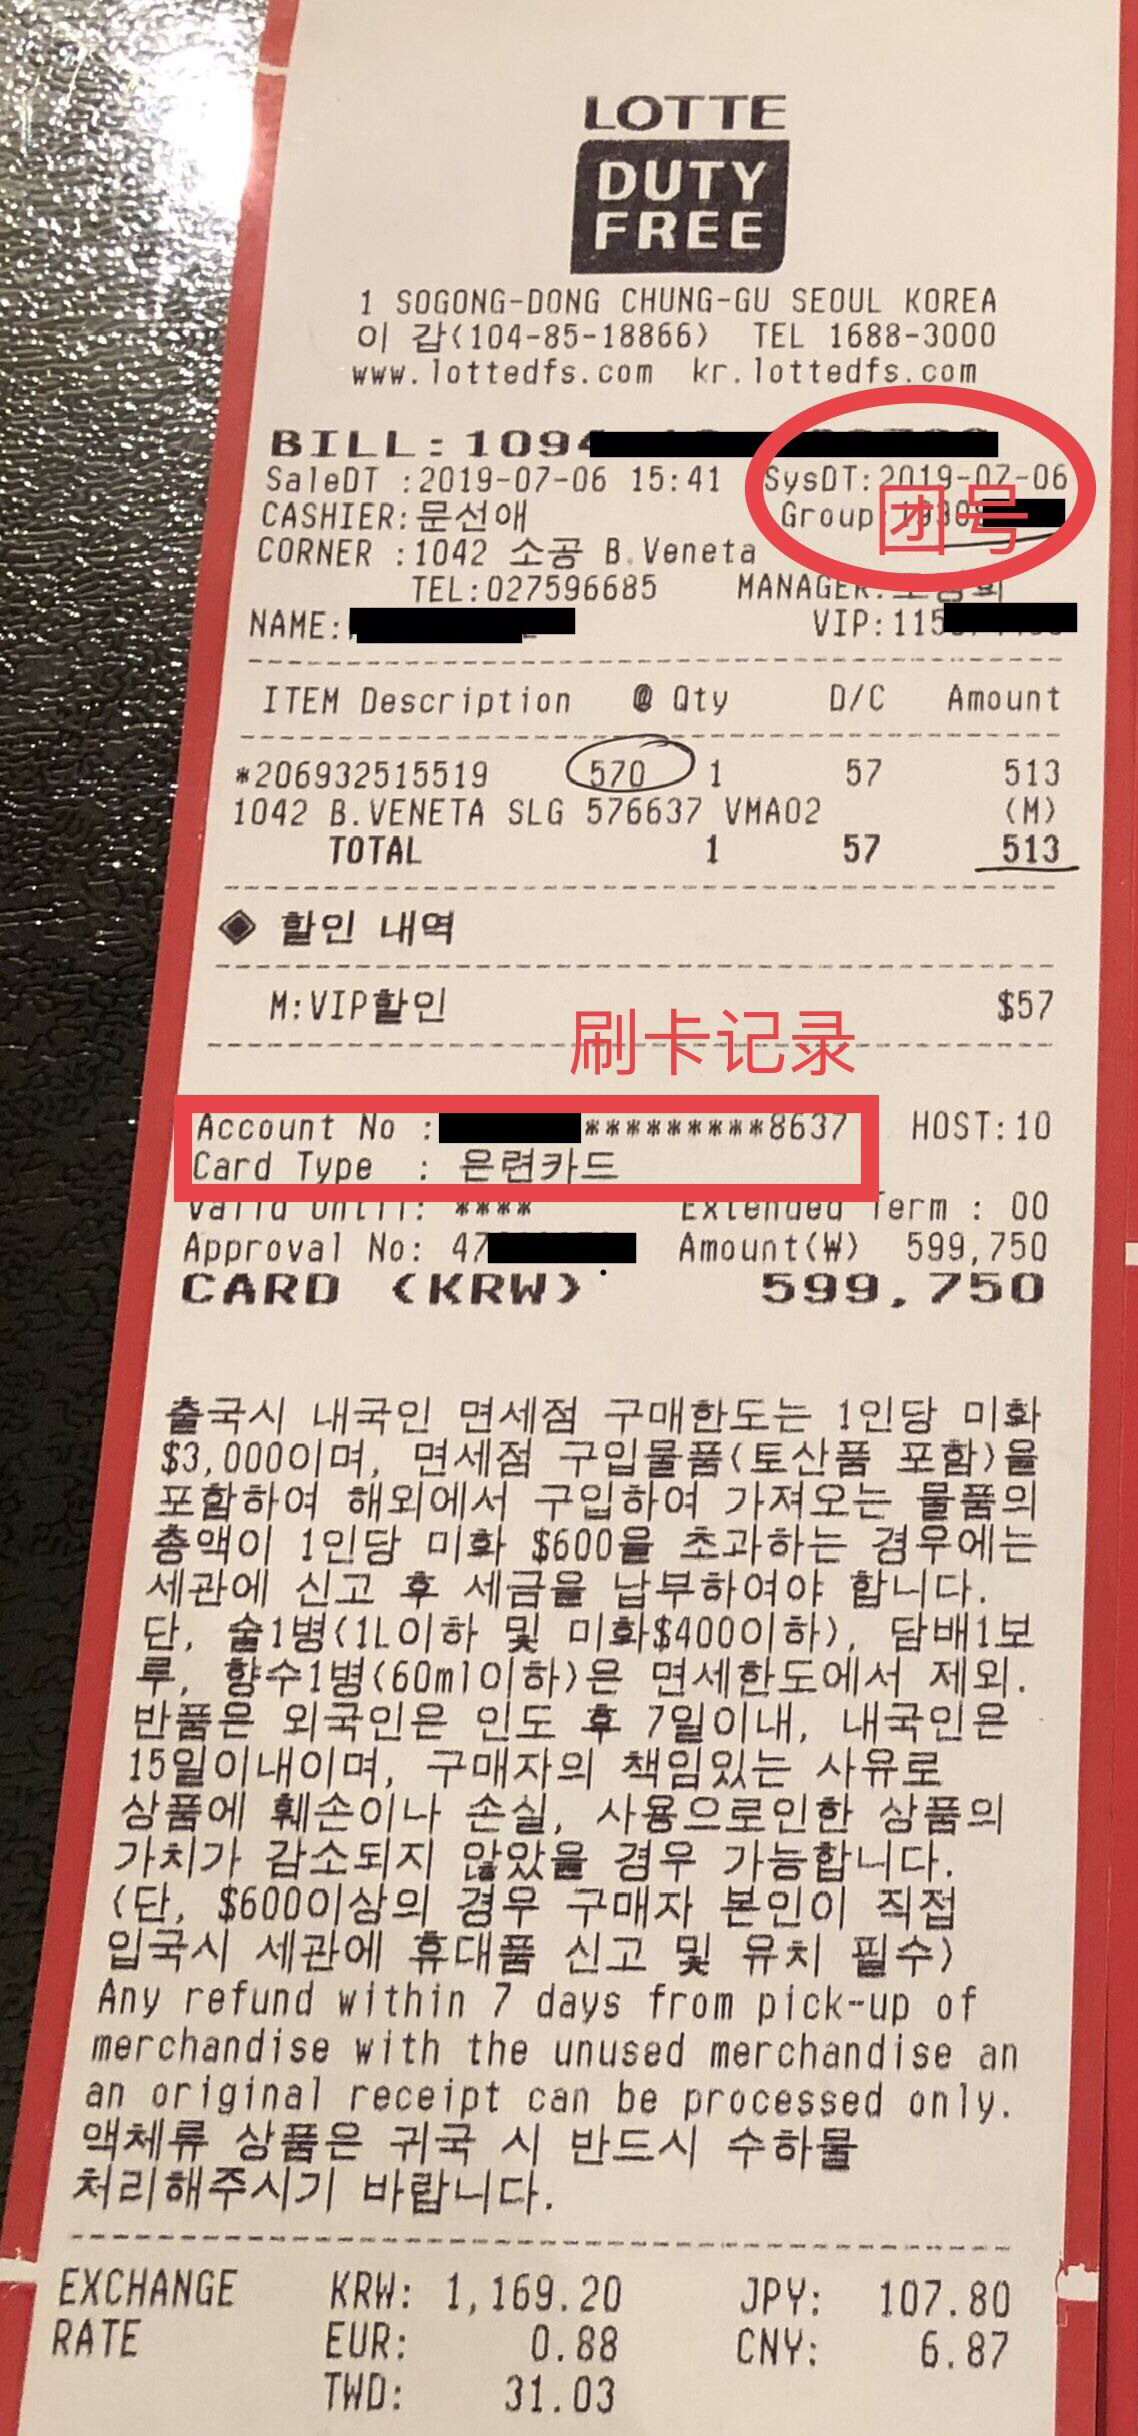 LOTTE
DUTY
FREE
1 SOGONG-DONG CHUNG-GU SEOUL KOREA
이 갑(104-85-18866) TEL 1688-3000
www.lottedfs.com kr.lottedfs.com
BILL:1094
SaleDT :2019-07-06 15:41 SysDT:2019-07-06
CASHIER:문선애 Group
团号
CORNER :1042 소공 B.Veneta
TEL:027596685 MANAGER:
NAME: VIP:115
ITEM Description @ Qty D/C Amount
*206932515519 570 1 57 513
1042 B.VENETA SLG 576637 VMA02 (M)
TOTAL 1 57 513
◈ 할인 내역
M:VIP할인 $57
刷卡记录
Account No : *********8637 HOST:10
Card Type : 은련카드
Valid Until: **** Extended Term : 00
Approval No: 47 Amount(₩) 599,750
CARD (KRW) 599,750
출국시 내국인 면세점 구매한도는 1인당 미화
$3,000이며, 면세점 구입물품(토산품 포함)을
포함하여 해외에서 구입하여 가져오는 물품의
총액이 1인당 미화 $600을 초과하는 경우에는
세관에 신고 후 세금을 납부하여야 합니다.
단, 술1병(1L이하 및 미화$400이하), 담배1보
루, 향수1병(60ml이하)은 면세한도에서 제외.
반품은 외국인은 인도 후 7일이내, 내국인은
15일이내이며, 구매자의 책임있는 사유로
상품에 훼손이나 손실, 사용으로인한 상품의
가치가 감소되지 않았을 경우 가능합니다.
(단, $600이상의 경우 구매자 본인이 직접
입국시 세관에 휴대품 신고 및 유치 필수)
Any refund within 7 days from pick-up of
merchandise with the unused merchandise an
an original receipt can be processed only.
액체류 상품은 귀국 시 반드시 수하물
처리해주시기 바랍니다.
EXCHANGE KRW: 1,169.20 JPY: 107.80
RATE EUR: 0.88 CNY: 6.87
TWD: 31.03